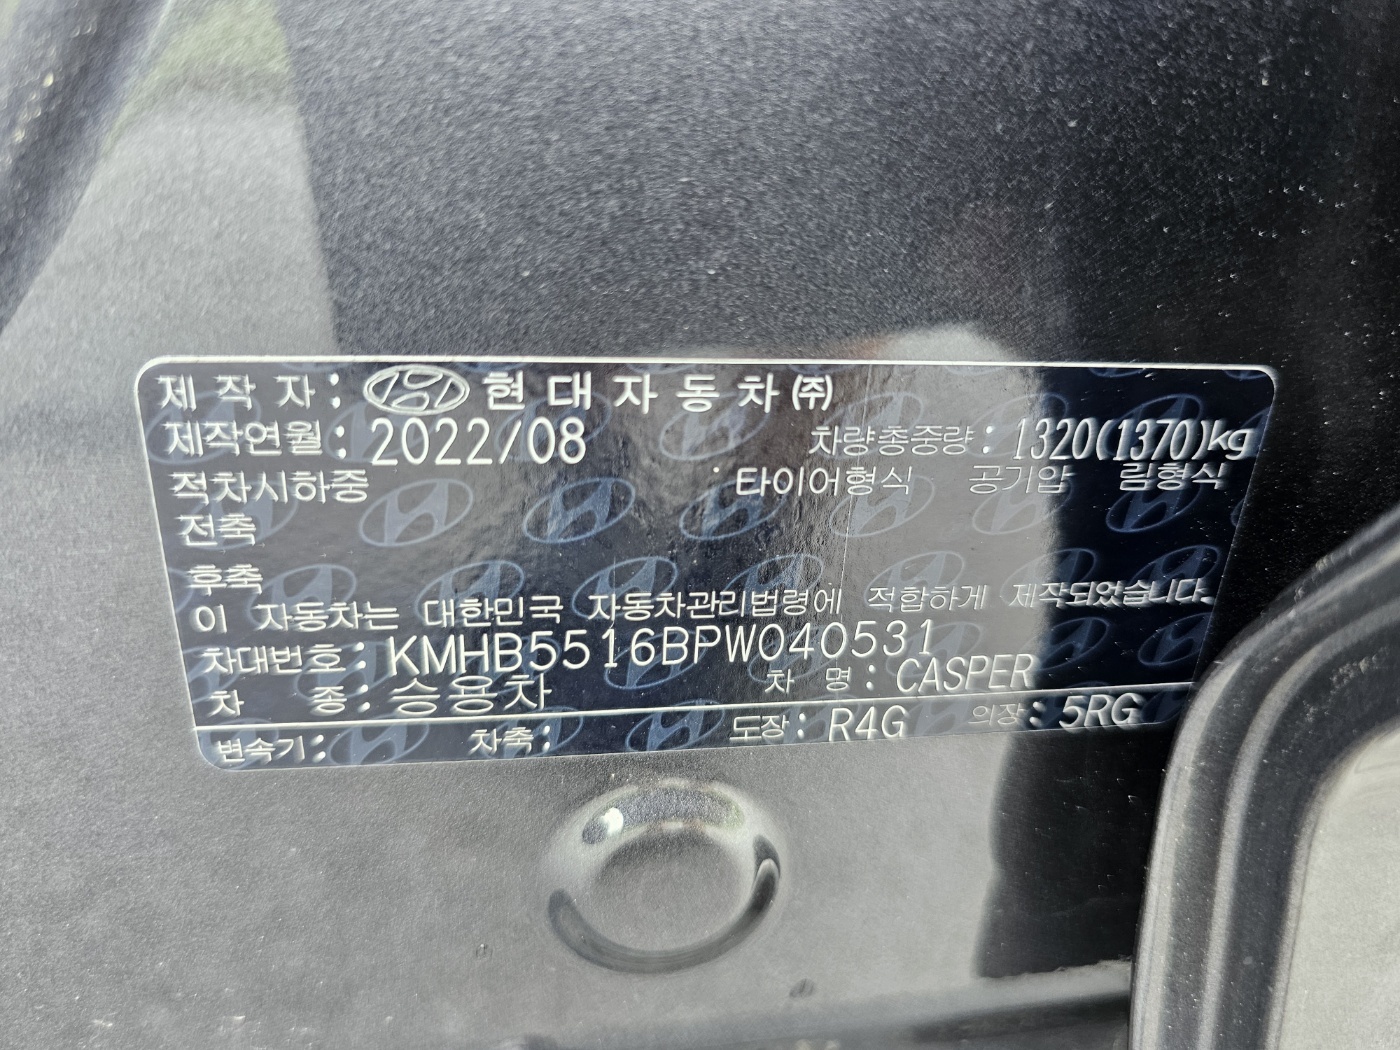 제 작 자 : 현 대 자 동 차 ㈜
제작연월 : 2022/08 차량총중량 : 1320(1370)kg
적차시하중 타이어형식 공기압 림형식
전축
후축
이 자동차는 대한민국 자동차관리법령에 적합하게 제작되었습니다.
차대번호 : KMHB5516BPW040531
차 종 : 승용차 차 명 : CASPER
변속기 : 차축 : 도장 : R4G 의장 : 5RG